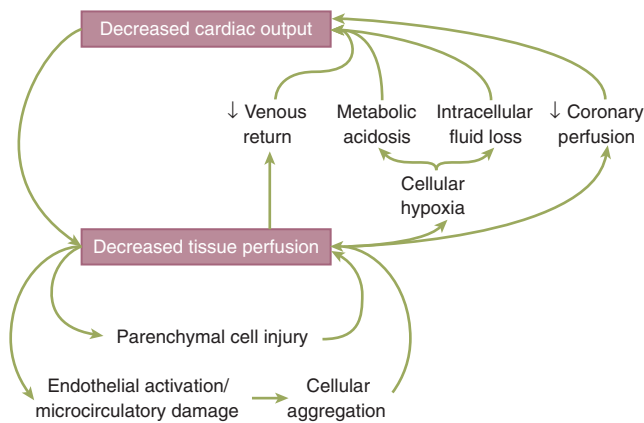 Decreased cardiac output
↓ Venous
return
Metabolic
acidosis
Intracellular
fluid loss
↓ Coronary
perfusion
Cellular
hypoxia
Decreased tissue perfusion
Parenchymal cell injury
Endothelial activation/
microcirculatory damage
Cellular
aggregation